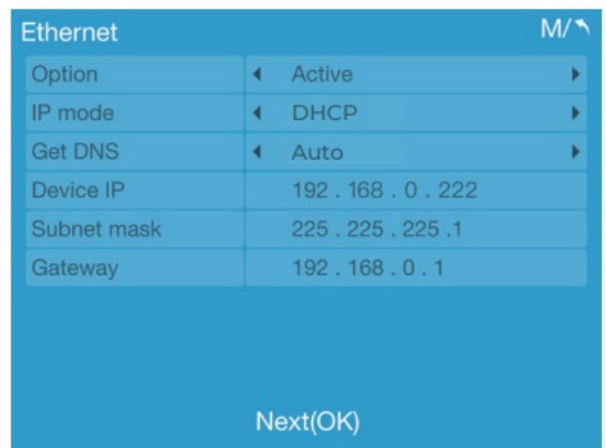 Ethernet M/
Option Active
IP mode DHCP
Get DNS Auto
Device IP 192 . 168 . 0 . 222
Subnet mask 225 . 225 . 225 .1
Gateway 192 . 168 . 0 . 1
Next(OK)